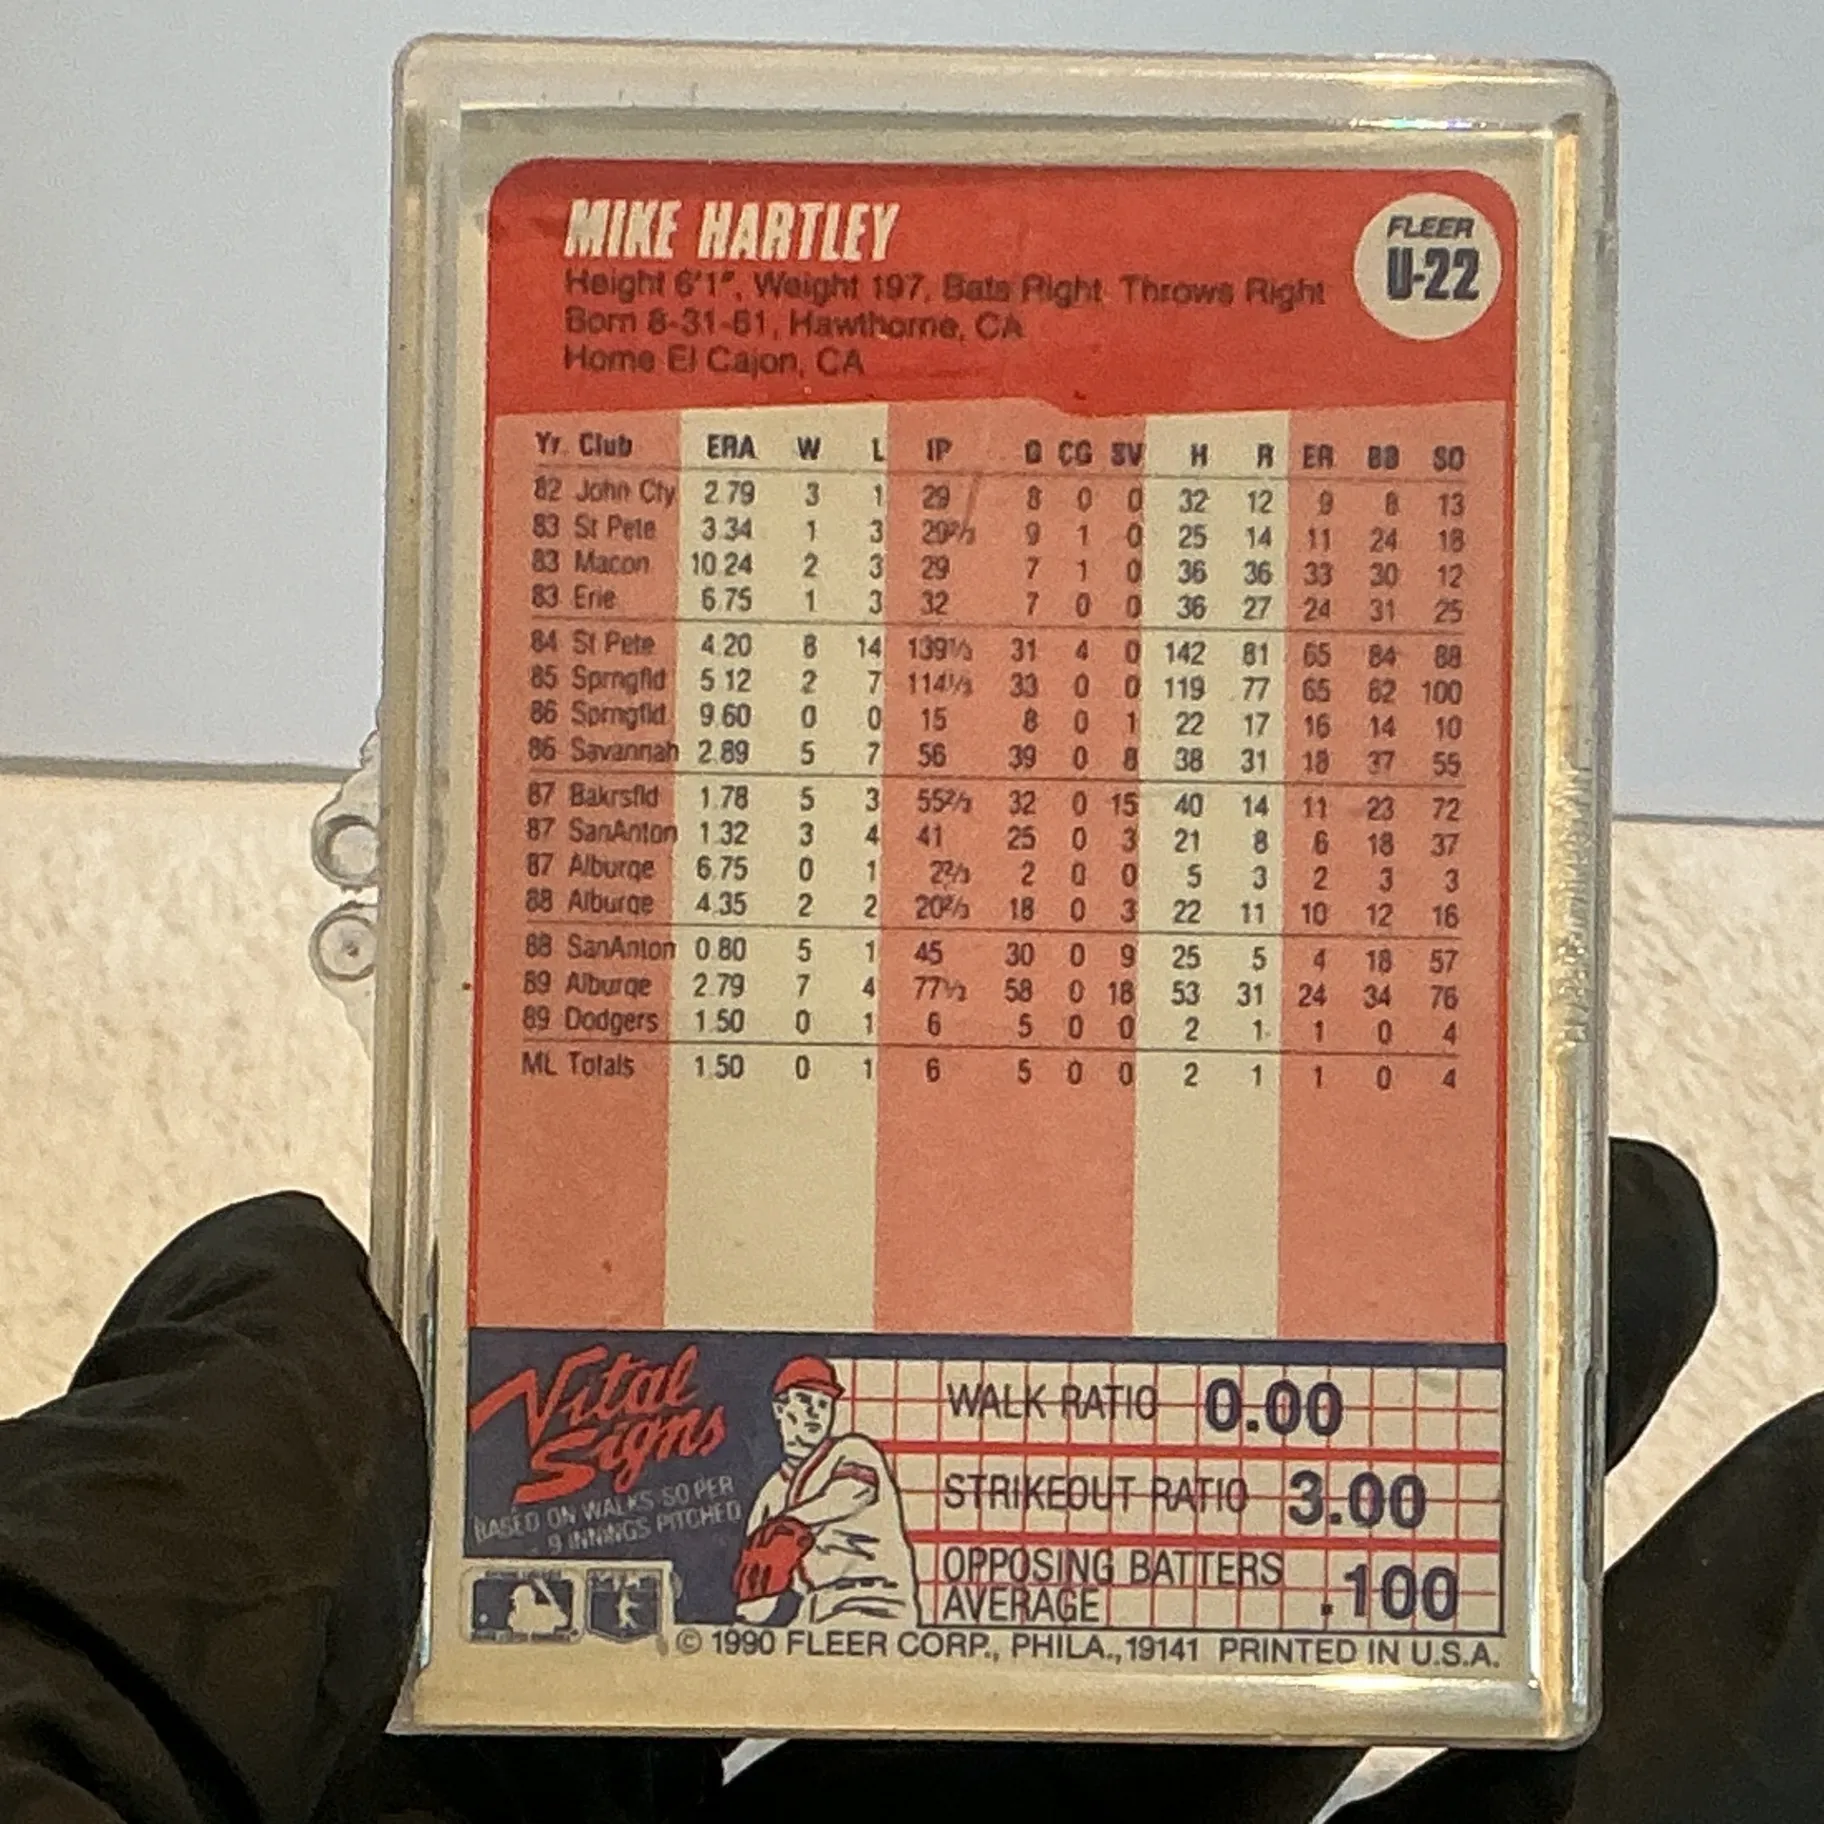 MIKE HARTLEY
FLEER
U-22
Height 6'1", Weight 197, Bats Right, Throws Right
Born 8-31-61, Hawthorne, CA
Home El Cajon, CA
Yr. Club ERA W L IP G CG SV H R ER BB SO
82 John Cty 2.79 3 1 29 8 0 0 32 12 9 8 13
83 St Pete 3.34 1 3 29⅔ 9 1 0 25 14 11 24 18
83 Macon 10.24 2 3 29 7 1 0 36 36 33 30 12
83 Erie 6.75 1 3 32 7 0 0 36 27 24 31 25
84 St Pete 4.20 8 14 139⅓ 31 4 0 142 81 65 84 88
85 Sprngfld 5.12 2 7 114⅓ 33 0 0 119 77 65 62 100
86 Sprngfld 9.60 0 0 15 8 0 1 22 17 16 14 10
86 Savannah 2.89 5 7 56 39 0 8 38 31 18 37 55
87 Bakrsfld 1.78 5 3 55⅔ 32 0 15 40 14 11 23 72
87 SanAnton 1.32 3 4 41 25 0 3 21 8 6 18 37
87 Alburqe 6.75 0 1 2⅔ 2 0 0 5 3 2 3 3
88 Alburqe 4.35 2 2 20⅔ 18 0 3 22 11 10 12 16
88 SanAnton 0.80 5 1 45 30 0 9 25 5 4 18 57
89 Alburqe 2.79 7 4 77⅓ 58 0 18 53 31 24 34 76
89 Dodgers 1.50 0 1 6 5 0 0 2 1 1 0 4
ML Totals 1.50 0 1 6 5 0 0 2 1 1 0 4
Vital
Signs
BASED ON WALKS SO PER
9 INNINGS PITCHED
WALK RATIO 0.00
STRIKEOUT RATIO 3.00
OPPOSING BATTERS
AVERAGE .100
© 1990 FLEER CORP., PHILA., 19141 PRINTED IN U.S.A.